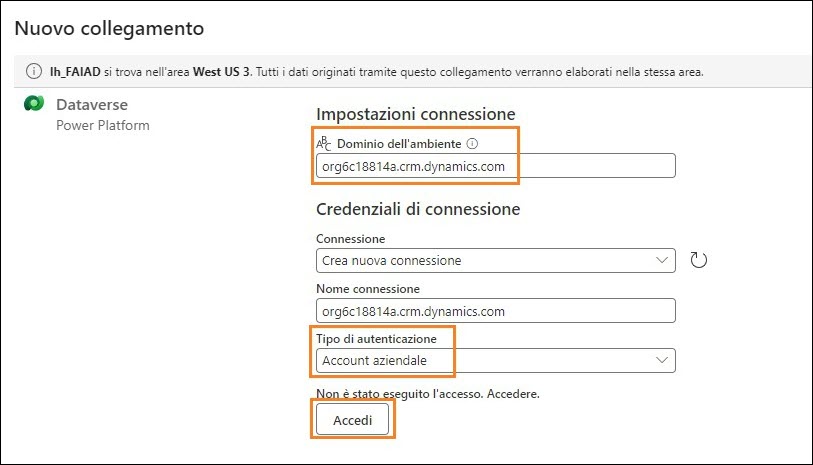 Nuovo collegamento
lh_FAIAD si trova nell'area West US 3. Tutti i dati originati tramite questo collegamento verranno elaborati nella stessa area.
Dataverse
Power Platform
Impostazioni connessione
ABC Dominio dell'ambiente
org6c18814a.crm.dynamics.com
Credenziali di connessione
Connessione
Crea nuova connessione
Nome connessione
org6c18814a.crm.dynamics.com
Tipo di autenticazione
Account aziendale
Non è stato eseguito l'accesso. Accedere.
Accedi